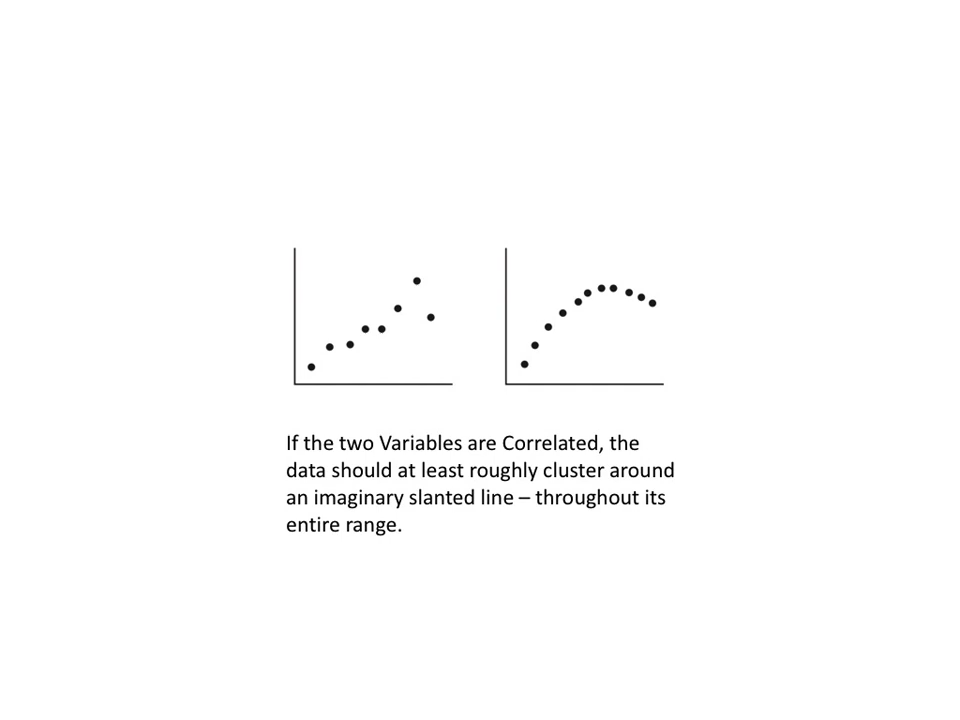 If the two Variables are Correlated, the
data should at least roughly cluster around
an imaginary slanted line – throughout its
entire range.